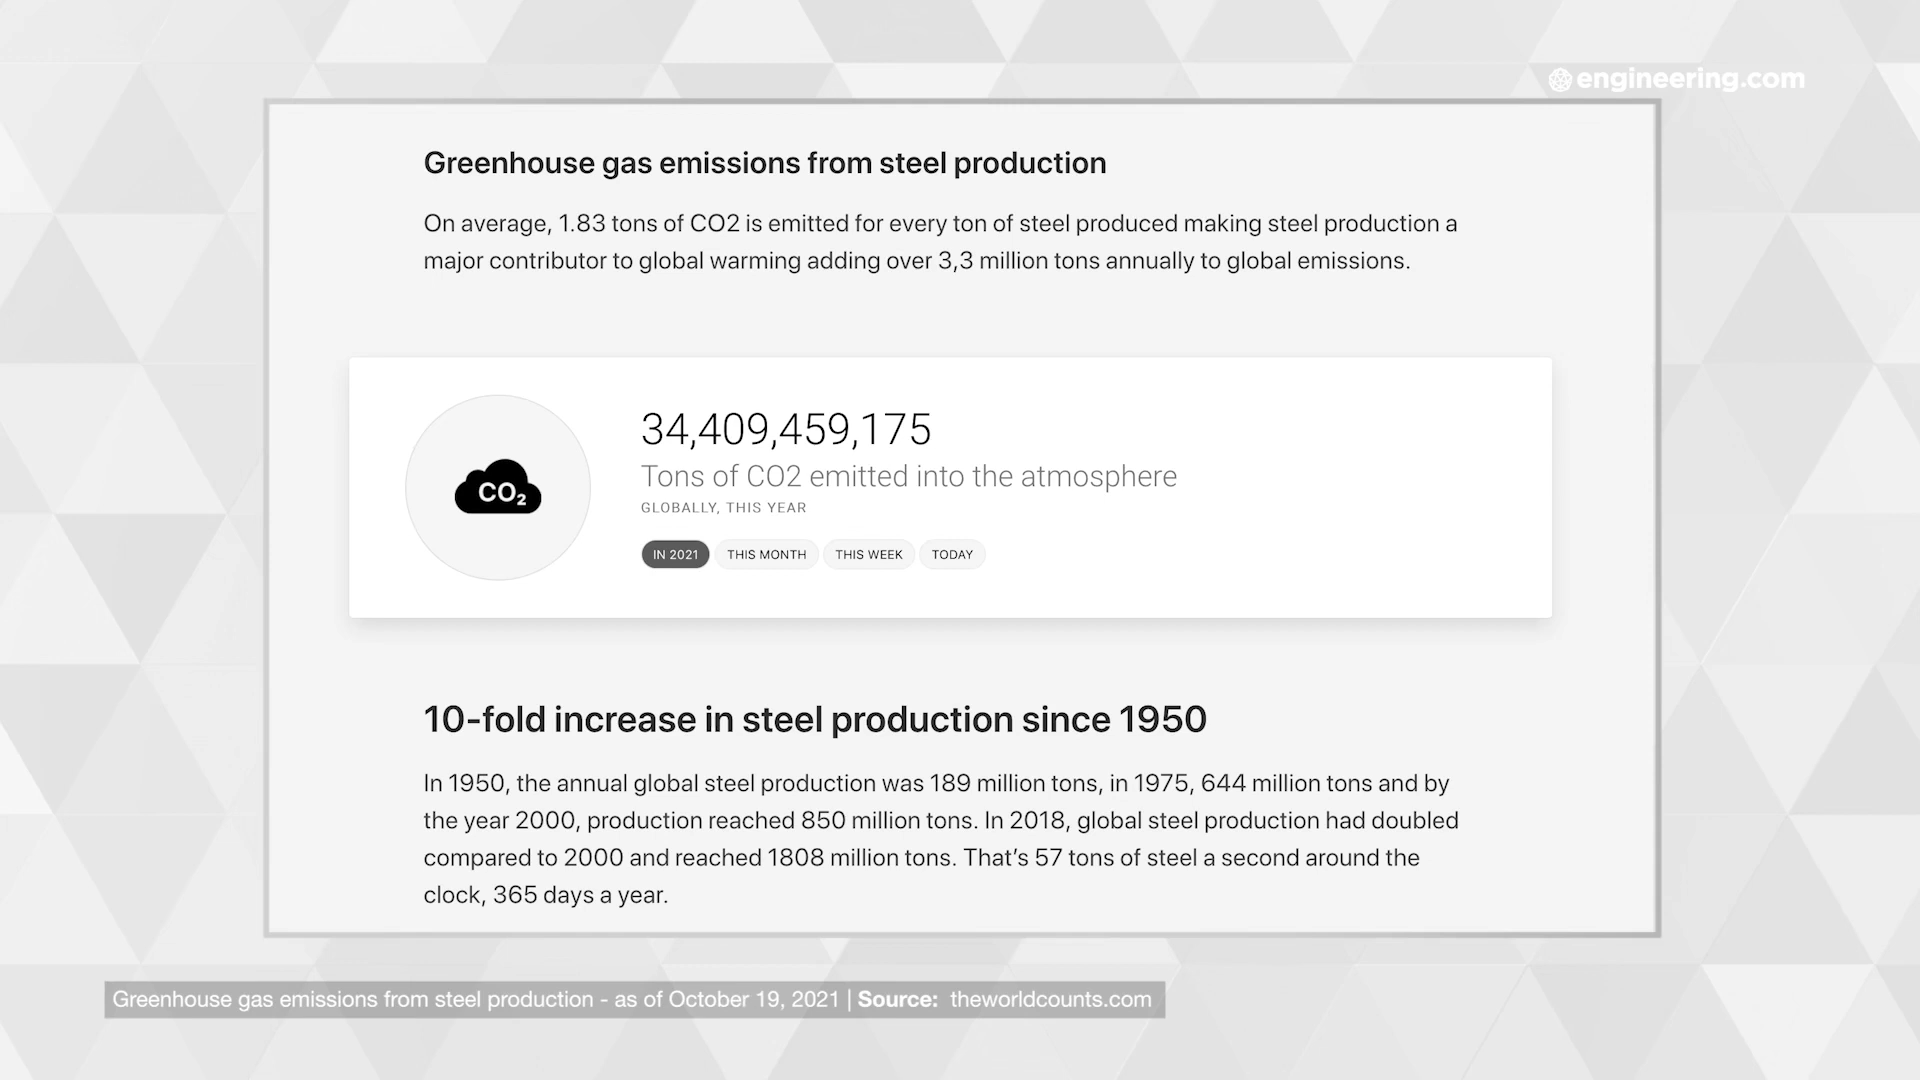 engineering.com
Greenhouse gas emissions from steel production
On average, 1.83 tons of CO2 is emitted for every ton of steel produced making steel production a
major contributor to global warming adding over 3,3 million tons annually to global emissions.
CO₂
34,409,459,175
Tons of CO2 emitted into the atmosphere
GLOBALLY, THIS YEAR
IN 2021 THIS MONTH THIS WEEK TODAY
10-fold increase in steel production since 1950
In 1950, the annual global steel production was 189 million tons, in 1975, 644 million tons and by
the year 2000, production reached 850 million tons. In 2018, global steel production had doubled
compared to 2000 and reached 1808 million tons. That’s 57 tons of steel a second around the
clock, 365 days a year.
Greenhouse gas emissions from steel production - as of October 19, 2021 | Source: theworldcounts.com